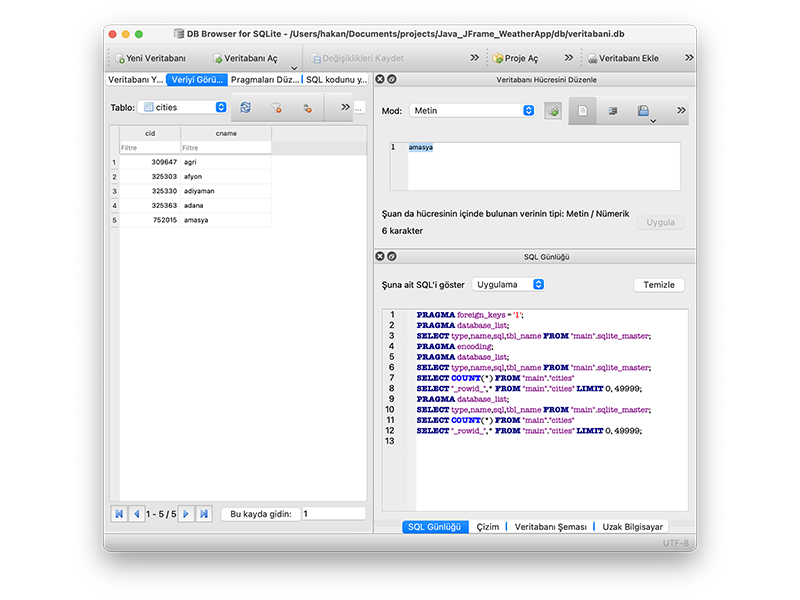 DB Browser for SQLite - /Users/hakan/Documents/projects/Java_JFrame_WeatherApp/db/veritabani.db
Yeni Veritabanı
Veritabanı Aç
Değişiklikleri Kaydet
Proje Aç
Veritabanı Ekle
Veritabanı Y...
Veriyi Görü...
Pragmaları Düz...
SQL kodunu y...
Tablo:
cities
...
cid cname
Filtre Filtre
1 309647 agri
2 325303 afyon
3 325330 adiyaman
4 325363 adana
5 752015 amasya
1 - 5 / 5
Bu kayda gidin:
1
Veritabanı Hücresini Düzenle
Mod:
Metin
1 amasya
Şuan da hücresinin içinde bulunan verinin tipi: Metin / Nümerik
6 karakter
Uygula
SQL Günlüğü
Şuna ait SQL'i göster
Uygulama
Temizle
1 PRAGMA foreign_keys = '1';
2 PRAGMA database_list;
3 SELECT type,name,sql,tbl_name FROM "main".sqlite_master;
4 PRAGMA encoding;
5 PRAGMA database_list;
6 SELECT type,name,sql,tbl_name FROM "main".sqlite_master;
7 SELECT COUNT(*) FROM "main"."cities"
8 SELECT "_rowid_",* FROM "main"."cities" LIMIT 0, 49999;
9 PRAGMA database_list;
10 SELECT type,name,sql,tbl_name FROM "main".sqlite_master;
11 SELECT COUNT(*) FROM "main"."cities"
12 SELECT "_rowid_",* FROM "main"."cities" LIMIT 0, 49999;
13
SQL Günlüğü
Çizim
Veritabanı Şeması
Uzak Bilgisayar
UTF-8